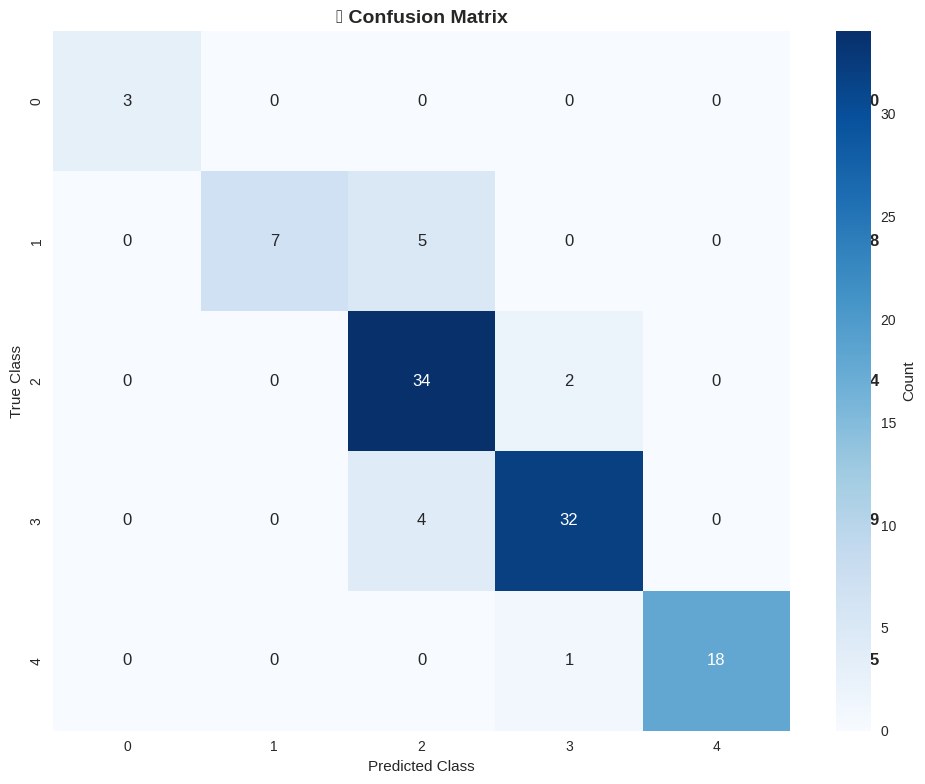 ▯ Confusion Matrix
0 3 0 0 0 0 0
30
25
1 0 7 5 0 0 8
20
2 0 0 34 2 0 4
15
3 0 0 4 32 0 9 10
5
4 0 0 0 1 18 5
0
0 1 2 3 4
True Class
Predicted Class
Count